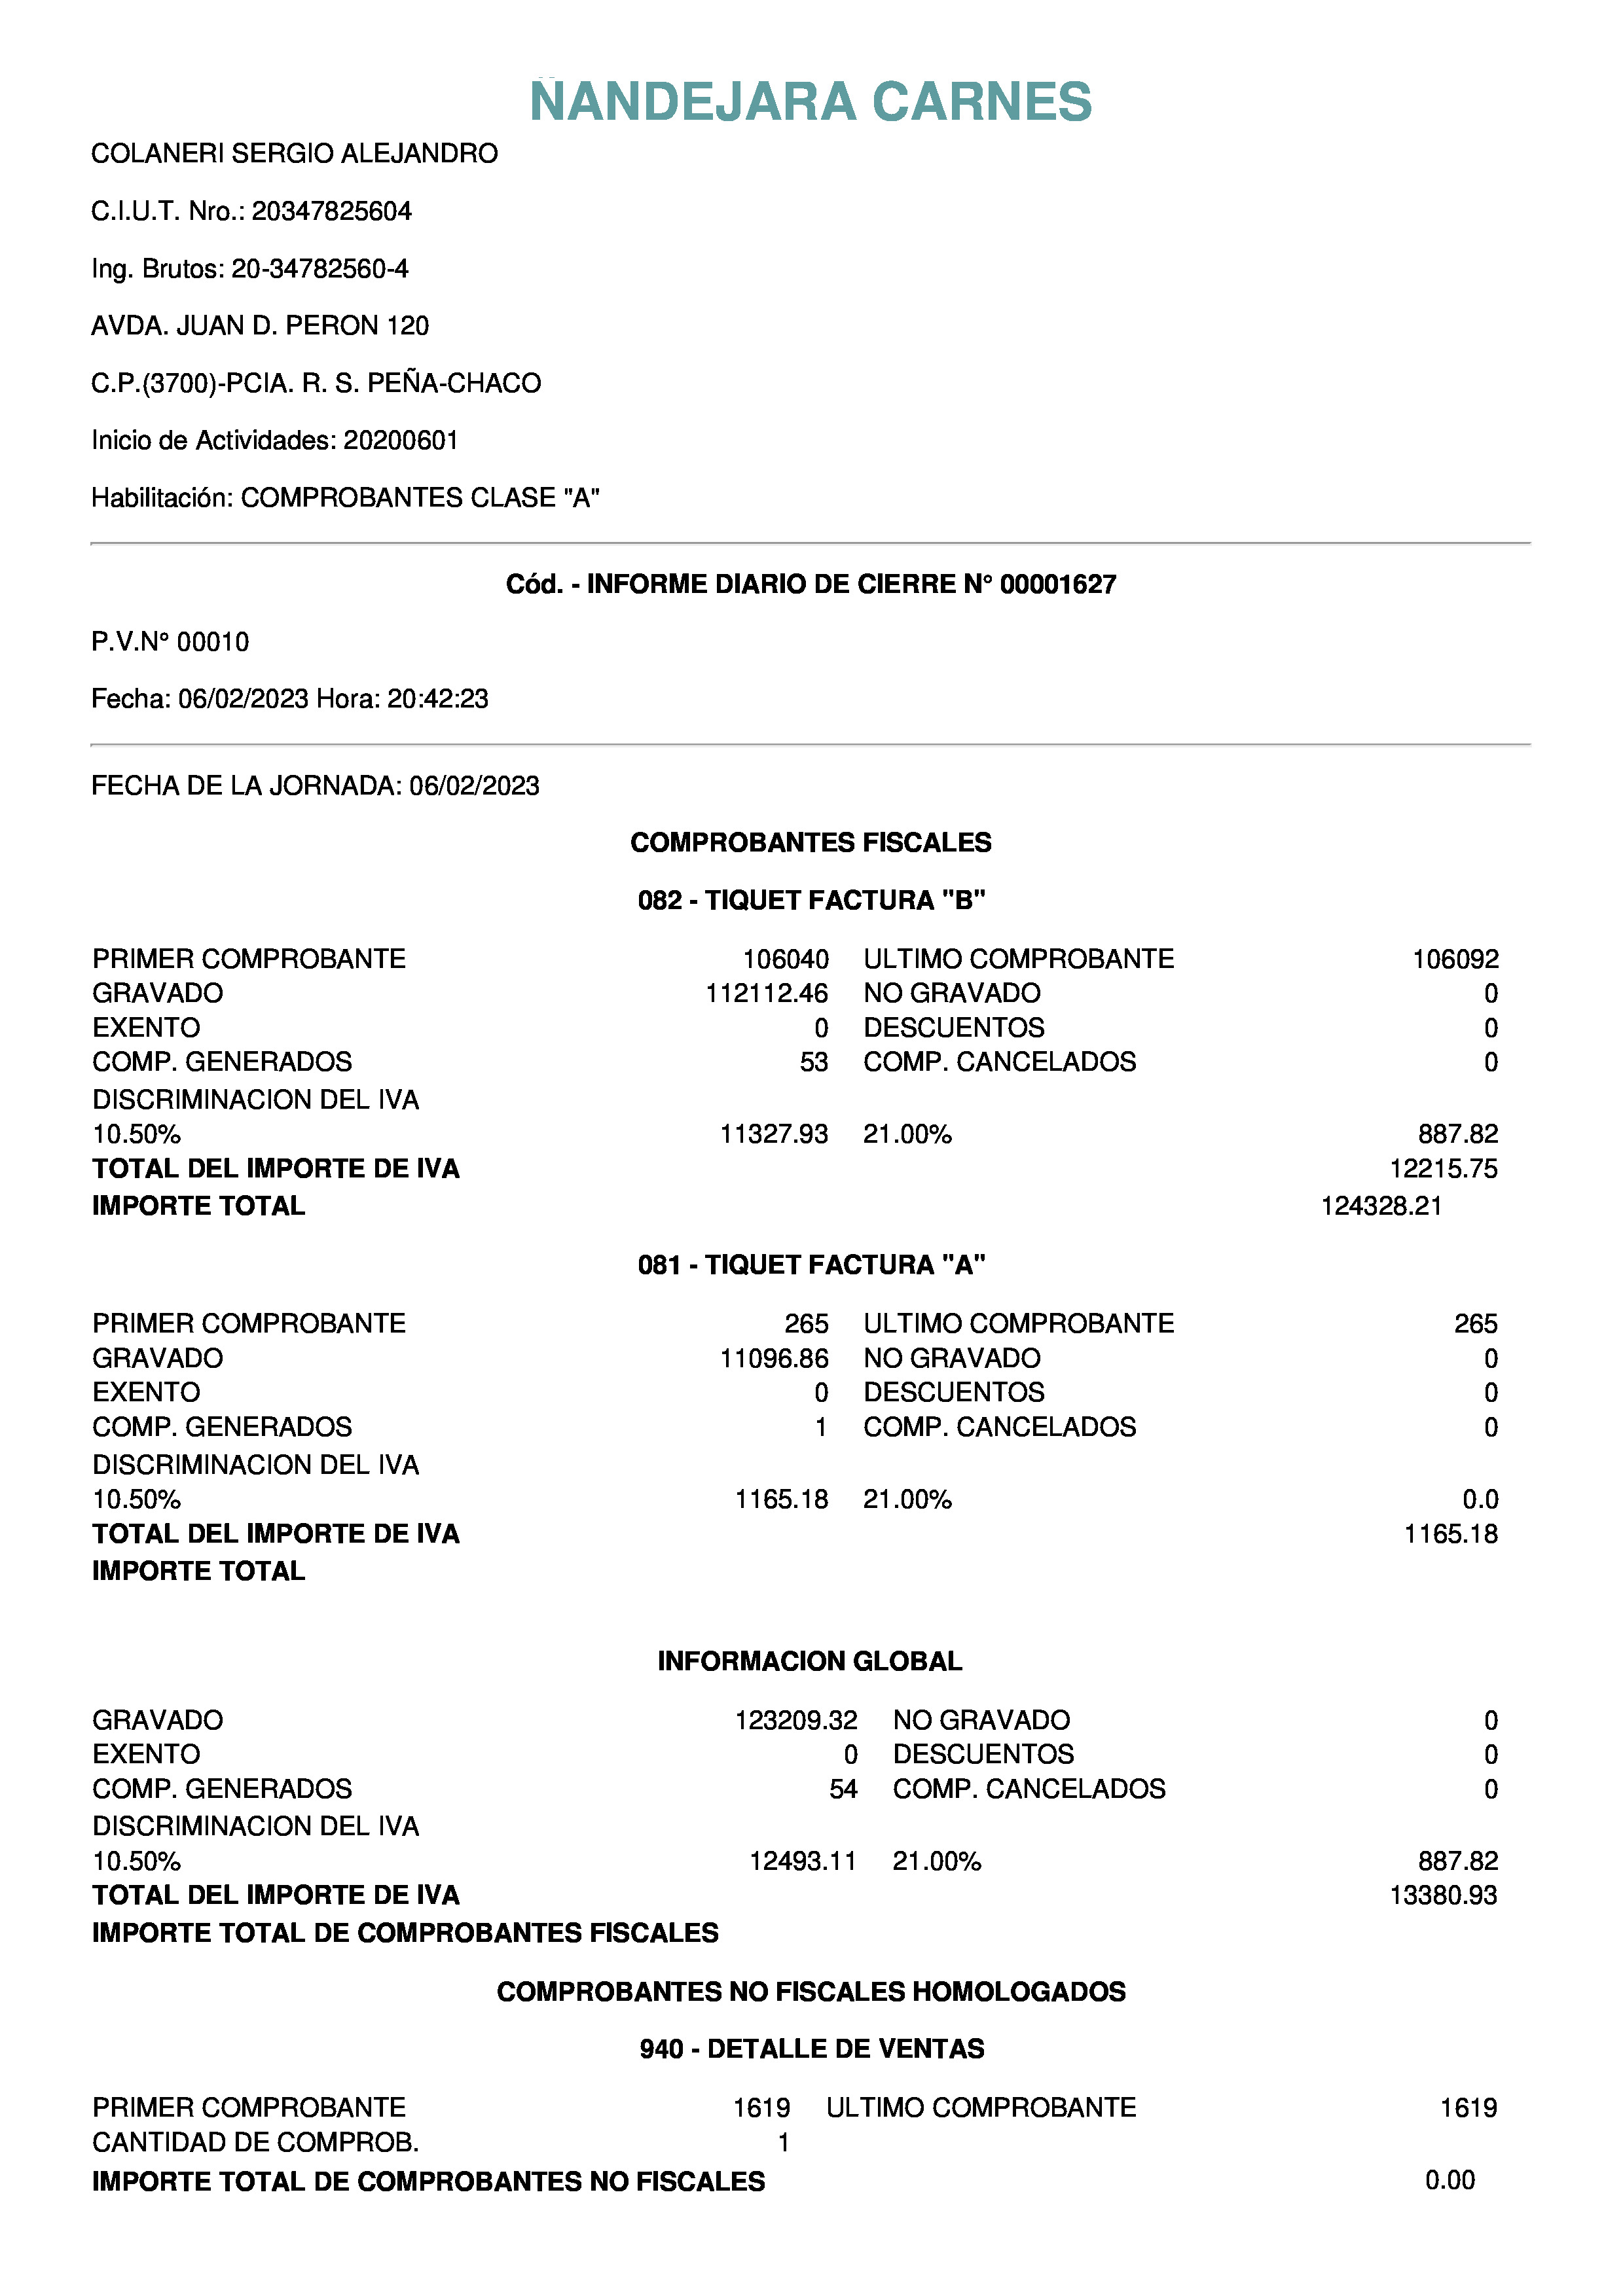 ÑANDEJARA CARNES
COLANERI SERGIO ALEJANDRO
C.I.U.T. Nro.: 20347825604
Ing. Brutos: 20-34782560-4
AVDA. JUAN D. PERON 120
C.P.(3700)-PCIA. R. S. PEÑA-CHACO
Inicio de Actividades: 20200601
Habilitación: COMPROBANTES CLASE "A"
Cód. - INFORME DIARIO DE CIERRE N° 00001627
P.V.N° 00010
Fecha: 06/02/2023 Hora: 20:42:23
FECHA DE LA JORNADA: 06/02/2023
COMPROBANTES FISCALES
082 - TIQUET FACTURA "B"
PRIMER COMPROBANTE 106040 ULTIMO COMPROBANTE 106092
GRAVADO 112112.46 NO GRAVADO 0
EXENTO 0 DESCUENTOS 0
COMP. GENERADOS 53 COMP. CANCELADOS 0
DISCRIMINACION DEL IVA
10.50% 11327.93 21.00% 887.82
TOTAL DEL IMPORTE DE IVA 12215.75
IMPORTE TOTAL 124328.21
081 - TIQUET FACTURA "A"
PRIMER COMPROBANTE 265 ULTIMO COMPROBANTE 265
GRAVADO 11096.86 NO GRAVADO 0
EXENTO 0 DESCUENTOS 0
COMP. GENERADOS 1 COMP. CANCELADOS 0
DISCRIMINACION DEL IVA
10.50% 1165.18 21.00% 0.0
TOTAL DEL IMPORTE DE IVA 1165.18
IMPORTE TOTAL
INFORMACION GLOBAL
GRAVADO 123209.32 NO GRAVADO 0
EXENTO 0 DESCUENTOS 0
COMP. GENERADOS 54 COMP. CANCELADOS 0
DISCRIMINACION DEL IVA
10.50% 12493.11 21.00% 887.82
TOTAL DEL IMPORTE DE IVA 13380.93
IMPORTE TOTAL DE COMPROBANTES FISCALES
COMPROBANTES NO FISCALES HOMOLOGADOS
940 - DETALLE DE VENTAS
PRIMER COMPROBANTE 1619 ULTIMO COMPROBANTE 1619
CANTIDAD DE COMPROB. 1
IMPORTE TOTAL DE COMPROBANTES NO FISCALES 0.00